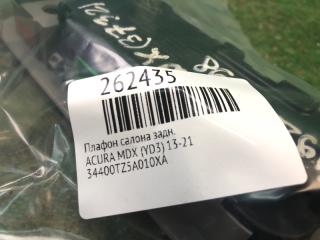 262435
Плафон салона задн.
ACURA MDX (YD3) 13-21
34400TZ5A010XA